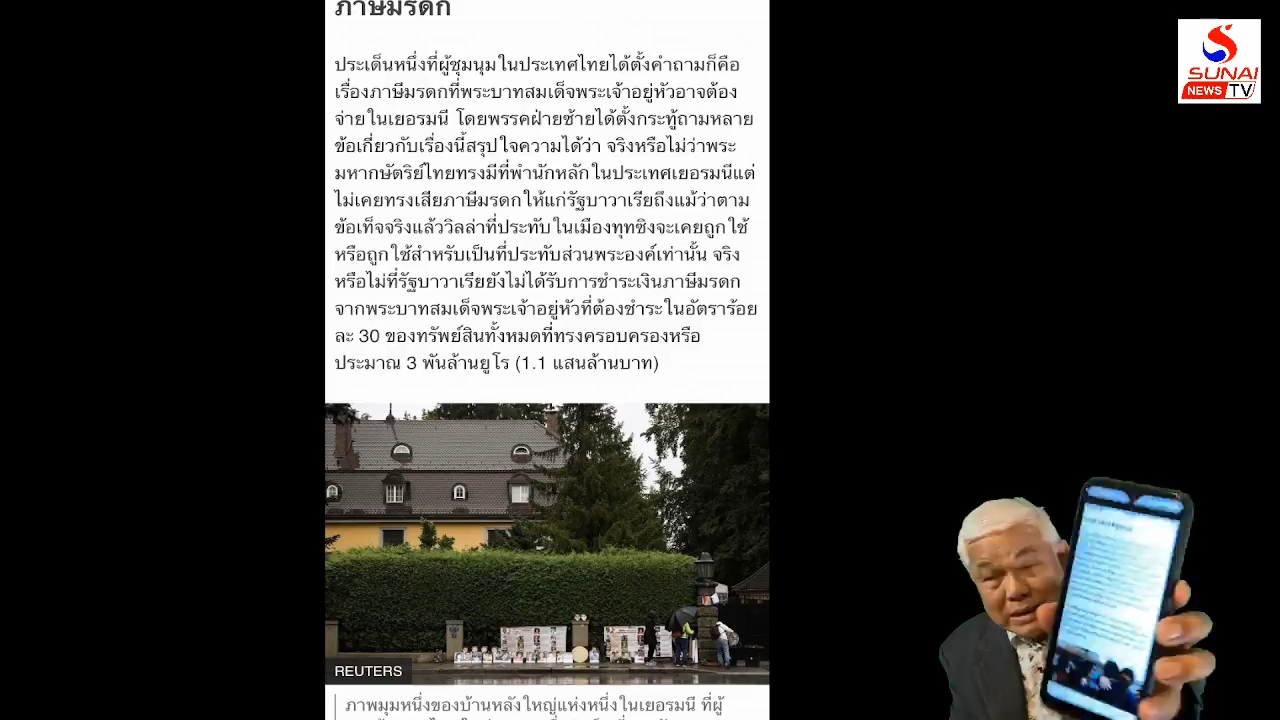 ภาษีมรดก
ประเด็นหนึ่งที่ผู้ชุมนุมในประเทศไทยได้ตั้งคำถามก็คือ
เรื่องภาษีมรดกที่พระบาทสมเด็จพระเจ้าอยู่หัวอาจต้อง
จ่ายในเยอรมนี โดยพรรคฝ่ายซ้ายได้ตั้งกระทู้ถามหลาย
ข้อเกี่ยวกับเรื่องนี้สรุปใจความได้ว่า จริงหรือไม่ว่าพระ
มหากษัตริย์ไทยทรงมีที่พำนักหลักในประเทศเยอรมนีแต่
ไม่เคยทรงเสียภาษีมรดกให้แก่รัฐบาวาเรียถึงแม้ว่าตาม
ข้อเท็จจริงแล้ววิลล่าที่ประทับในเมืองทุทซิงจะเคยถูกใช้
หรือถูกใช้สำหรับเป็นที่ประทับส่วนพระองค์เท่านั้น จริง
หรือไม่ที่รัฐบาวาเรียยังไม่ได้รับการชำระเงินภาษีมรดก
จากพระบาทสมเด็จพระเจ้าอยู่หัวที่ต้องชำระในอัตราร้อย
ละ 30 ของทรัพย์สินทั้งหมดที่ทรงครอบครองหรือ
ประมาณ 3 พันล้านยูโร (1.1 แสนล้านบาท)
REUTERS
ภาพมุมหนึ่งของบ้านหลังใหญ่แห่งหนึ่งในเยอรมนี ที่ผู้
SUNAI
NEWS TV